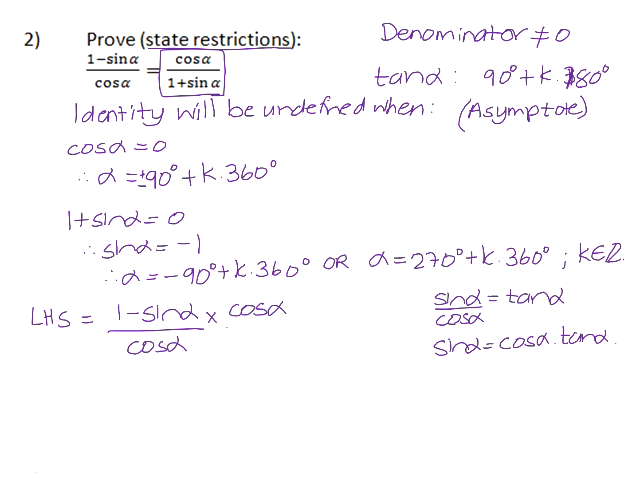 2) Prove (state restrictions):
1−sin α / cos α = cos α / 1+sin α
Denominator ≠ 0
tanα : 90° + k.180°
Identity will be undefined when: (Asymptote)
cosα = 0
∴ α = ±90° + k.360°
1+sinα = 0
∴ sinα = −1
∴ α = −90° + k.360° OR α = 270° + k.360° ; k∈Z.
LHS = 1−sinα / cosα × cosα
sinα / cosα = tanα
sinα = cosα.tanα.